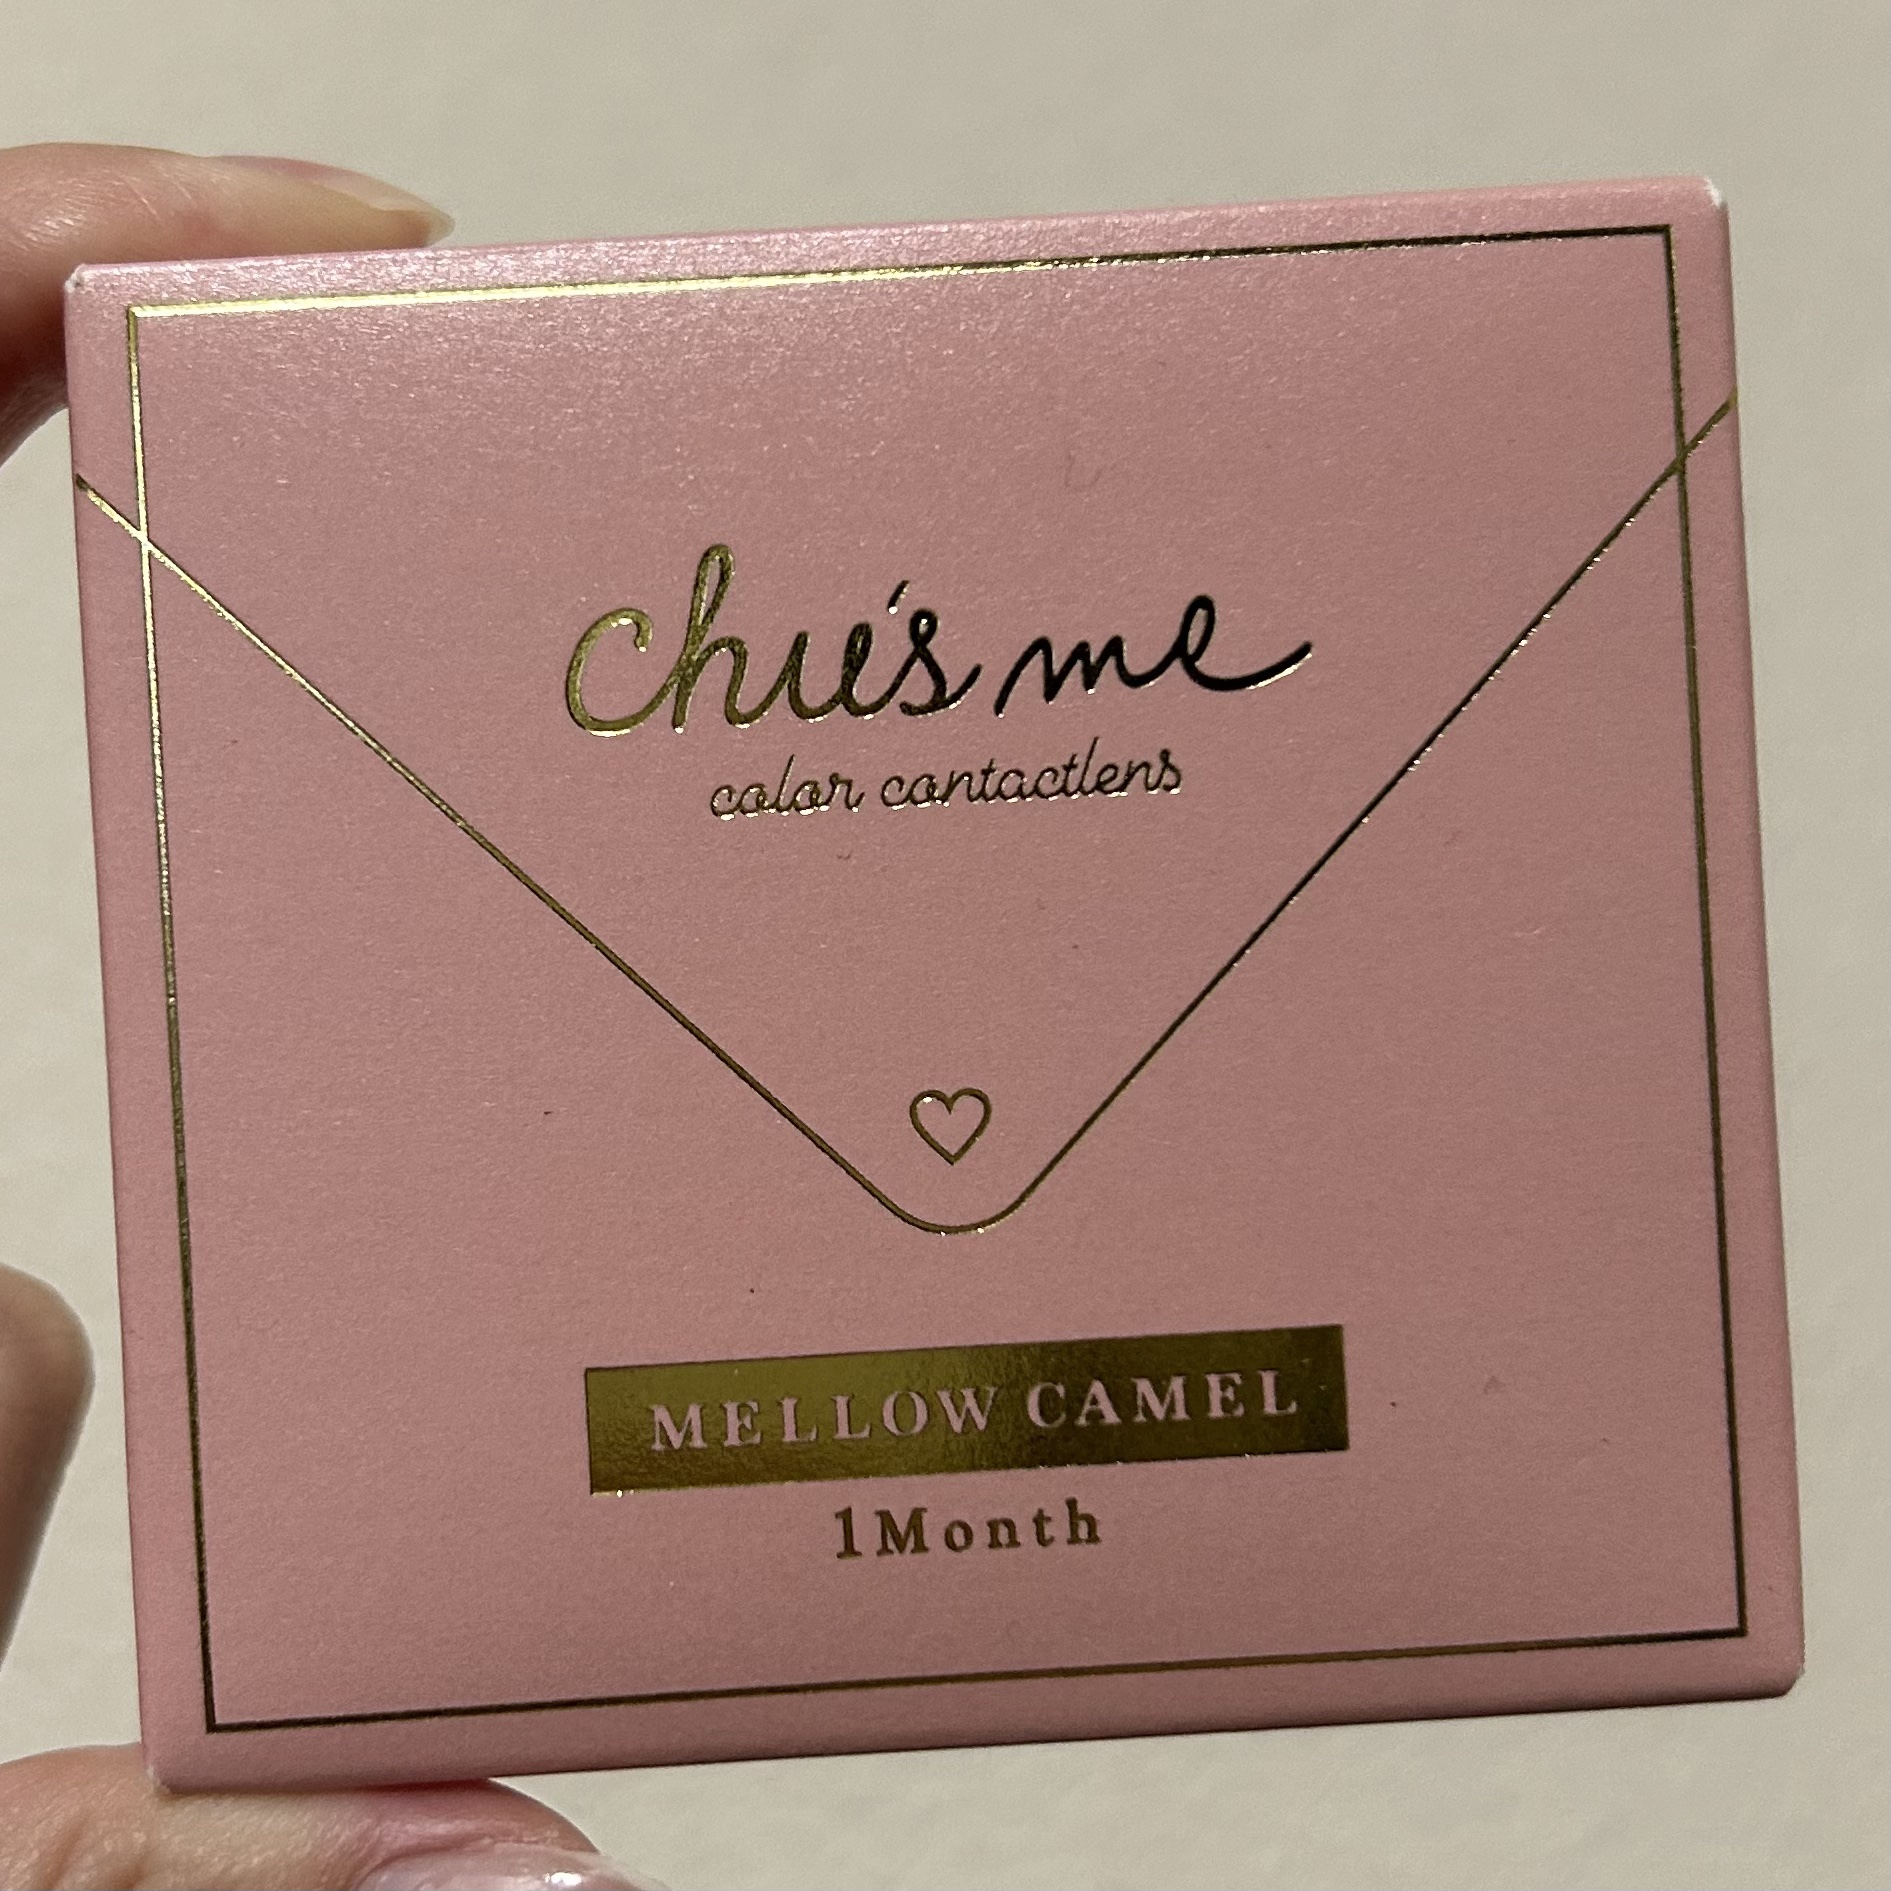 chu's me
color contactlens
MELLOW CAMEL
1Month